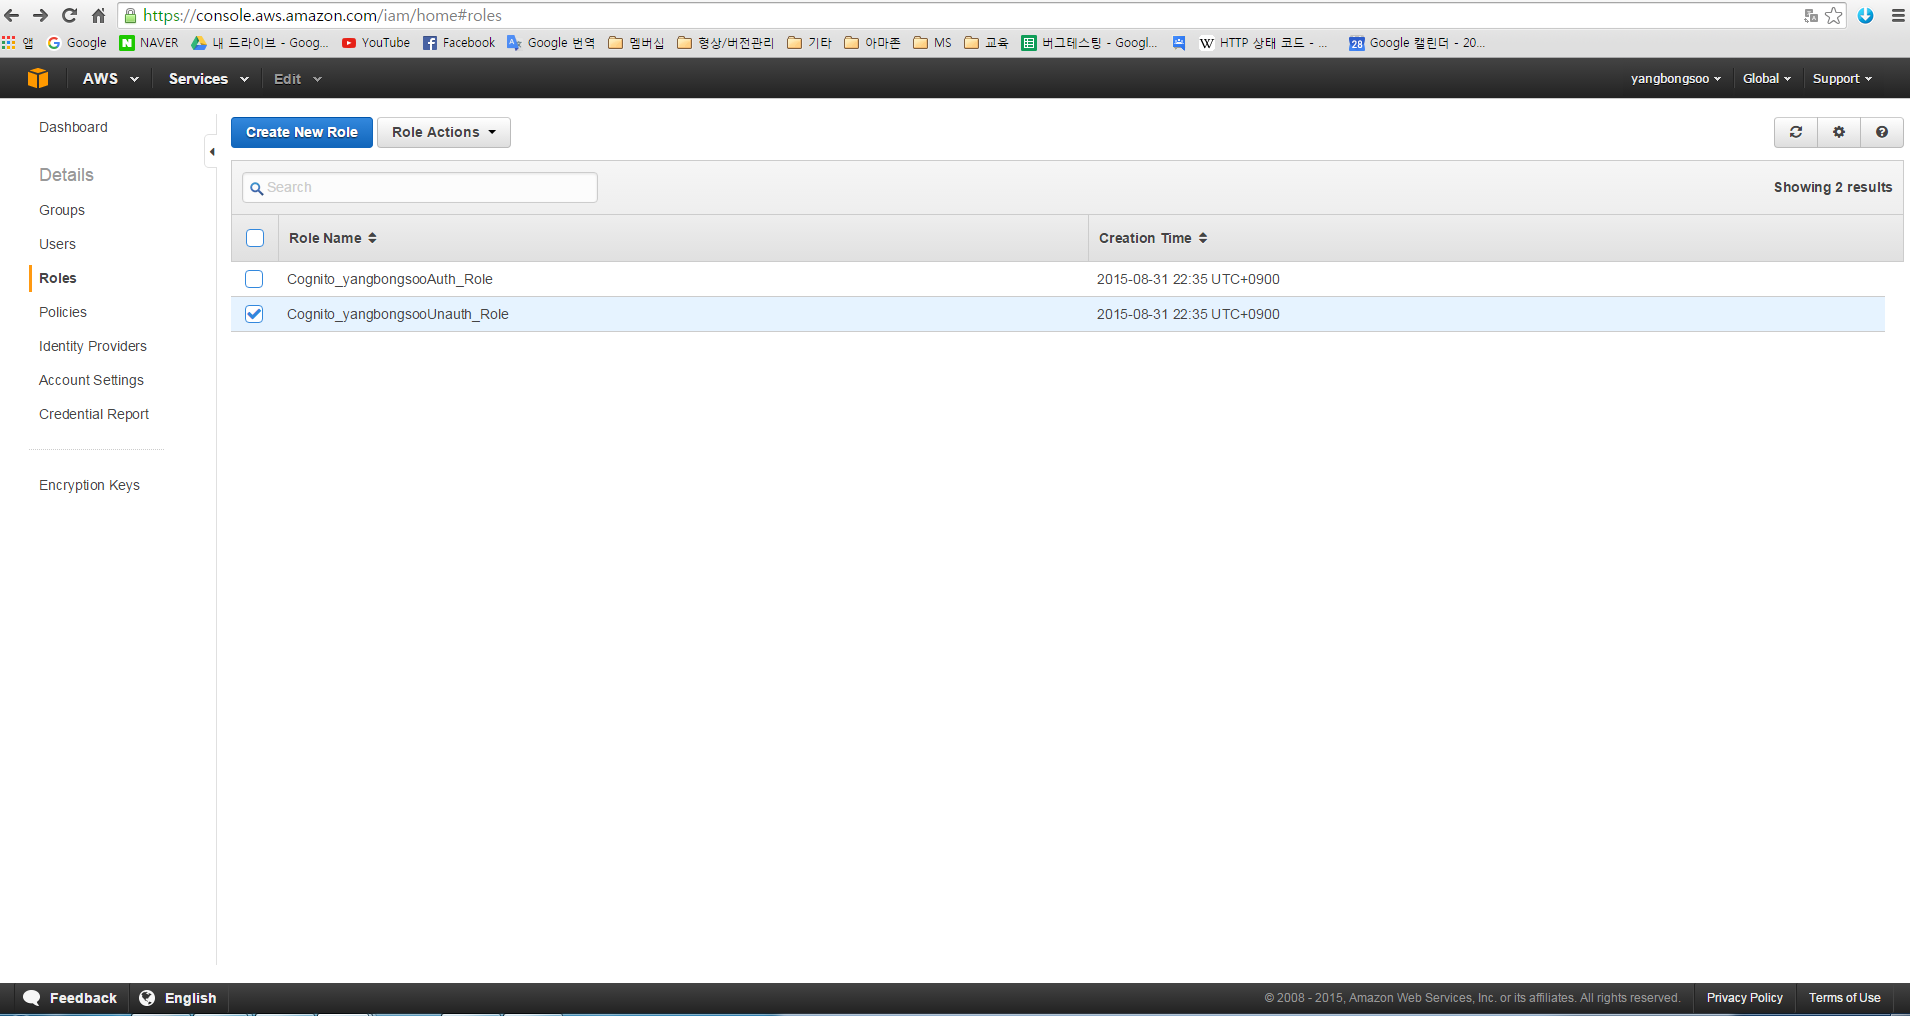 https://console.aws.amazon.com/iam/home#roles
앱 Google NAVER 내 드라이브 - Goog... YouTube Facebook Google 번역 멤버십 형상/버전관리 기타 아마존 MS 교육 버그테스팅 - Googl... W HTTP 상태 코드 - ... 28 Google 캘린더 - 20...
AWS Services Edit yangbongsoo Global Support
Dashboard
Details
Groups
Users
Roles
Policies
Identity Providers
Account Settings
Credential Report
Encryption Keys
Create New Role Role Actions
Search Showing 2 results
Role Name Creation Time
Cognito_yangbongsooAuth_Role 2015-08-31 22:35 UTC+0900
Cognito_yangbongsooUnauth_Role 2015-08-31 22:35 UTC+0900
Feedback English © 2008 - 2015, Amazon Web Services, Inc. or its affiliates. All rights reserved. Privacy Policy Terms of Use